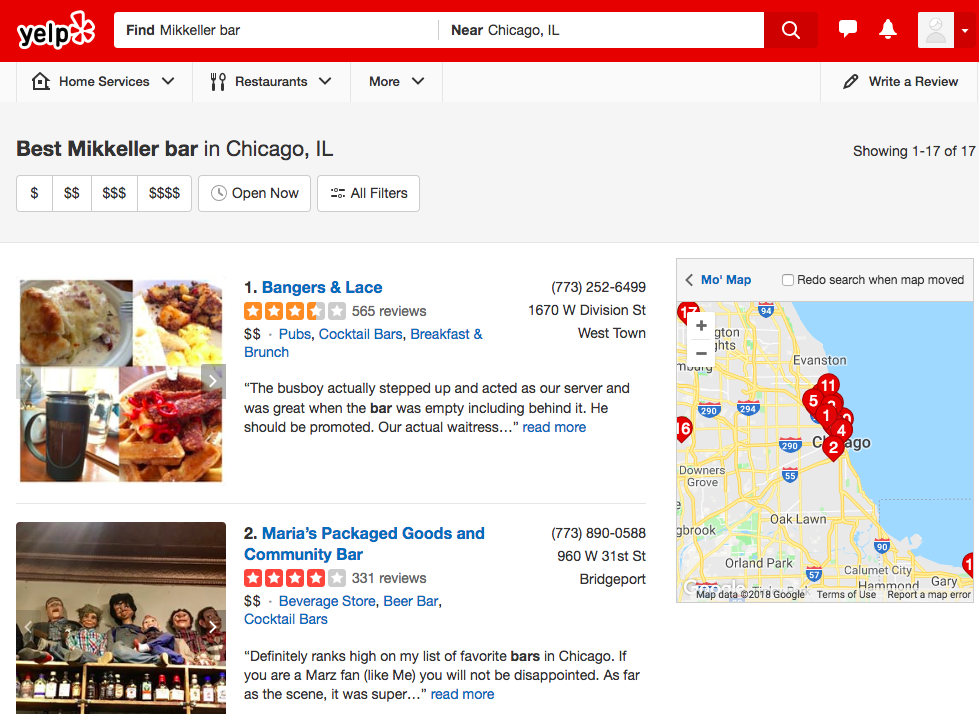 yelp
Find Mikkeller bar
Near Chicago, IL
Home Services
Restaurants
More
Write a Review
Best Mikkeller bar in Chicago, IL
Showing 1-17 of 17
$ $$ $$$ $$$$
Open Now
All Filters
1. Bangers & Lace
565 reviews
$$ · Pubs, Cocktail Bars, Breakfast &
Brunch
(773) 252-6499
1670 W Division St
West Town
“The busboy actually stepped up and acted as our server and
was great when the bar was empty including behind it. He
should be promoted. Our actual waitress…” read more
2. Maria’s Packaged Goods and
Community Bar
331 reviews
$$ · Beverage Store, Beer Bar,
Cocktail Bars
(773) 890-0588
960 W 31st St
Bridgeport
“Definitely ranks high on my list of favorite bars in Chicago. If
you are a Marz fan (like Me) you will not be disappointed. As far
as the scene, it was super…” read more
Mo' Map
Redo search when map moved
17
94
+
−
Evanston
11
5
1
290
294
16
4
2
290
55
Downers
Grove
Oak Lawn
90
Orland Park
57
Calumet City
Hammond
Gary
Google
Map data ©2018 Google
Terms of Use
Report a map error